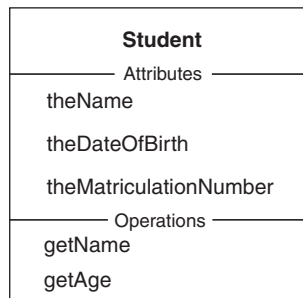 Student
Attributes
theName
theDateOfBirth
theMatriculationNumber
Operations
getName
getAge